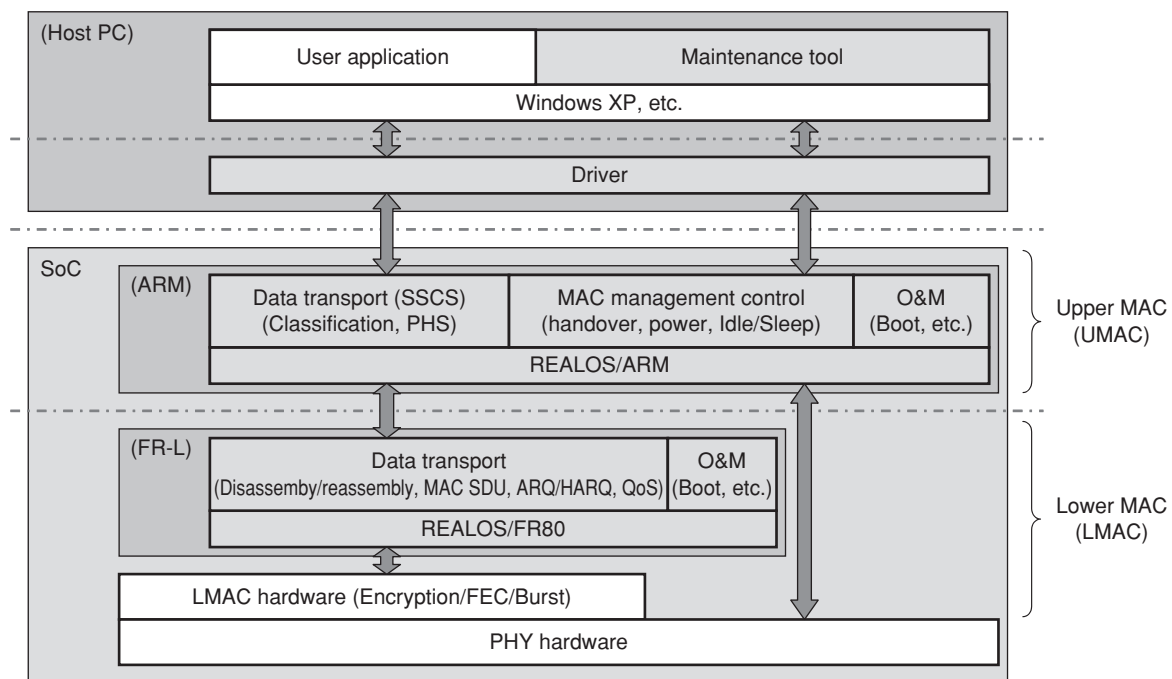 (Host PC)
User application
Maintenance tool
Windows XP, etc.
Driver
SoC
(ARM)
Data transport (SSCS)
(Classification, PHS)
MAC management control
(handover, power, Idle/Sleep)
O&M
(Boot, etc.)
REALOS/ARM
Upper MAC
(UMAC)
(FR-L)
Data transport
(Disassemby/reassembly, MAC SDU, ARQ/HARQ, QoS)
O&M
(Boot, etc.)
REALOS/FR80
Lower MAC
(LMAC)
LMAC hardware (Encryption/FEC/Burst)
PHY hardware